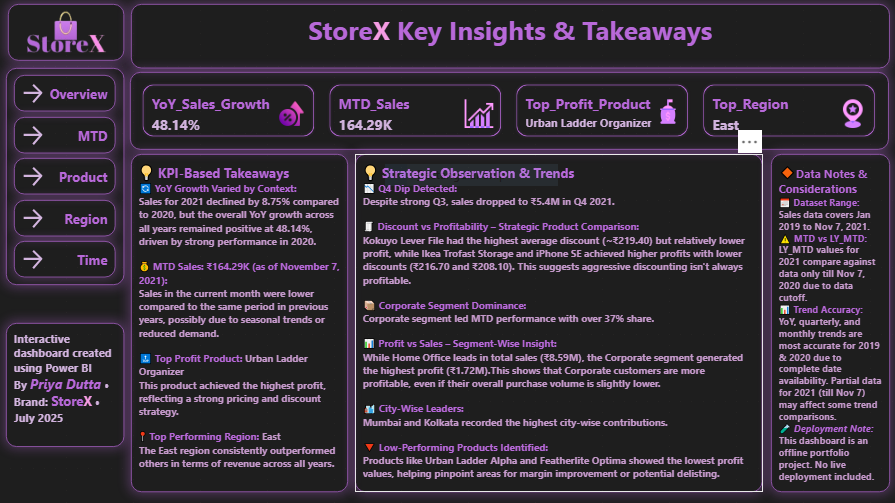 StoreX
StoreX Key Insights & Takeaways
Overview
MTD
Product
Region
Time
YoY_Sales_Growth
48.14%
MTD_Sales
164.29K
Top_Profit_Product
Urban Ladder Organizer
Top_Region
East
KPI-Based Takeaways
YoY Growth Varied by Context:
Sales for 2021 declined by 8.75% compared
to 2020, but the overall YoY growth across
all years remained positive at 48.14%,
driven by strong performance in 2020.
MTD Sales: ₹164.29K (as of November 7,
2021):
Sales in the current month were lower
compared to the same period in previous
years, possibly due to seasonal trends or
reduced demand.
Top Profit Product: Urban Ladder
Organizer
This product achieved the highest profit,
reflecting a strong pricing and discount
strategy.
Top Performing Region: East
The East region consistently outperformed
others in terms of revenue across all years.
Strategic Observation & Trends
Q4 Dip Detected:
Despite strong Q3, sales dropped to ₹5.4M in Q4 2021.
Discount vs Profitability – Strategic Product Comparison:
Kokuyo Lever File had the highest average discount (~₹219.40) but relatively lower
profit, while Ikea Trofast Storage and iPhone SE achieved higher profits with lower
discounts (₹216.70 and ₹208.10). This suggests aggressive discounting isn't always
profitable.
Corporate Segment Dominance:
Corporate segment led MTD performance with over 37% share.
Profit vs Sales – Segment-Wise Insight:
While Home Office leads in total sales (₹8.59M), the Corporate segment generated
the highest profit (₹1.72M).This shows that Corporate customers are more
profitable, even if their overall purchase volume is slightly lower.
City-Wise Leaders:
Mumbai and Kolkata recorded the highest city-wise contributions.
Low-Performing Products Identified:
Products like Urban Ladder Alpha and Featherlite Optima showed the lowest profit
values, helping pinpoint areas for margin improvement or potential delisting.
Data Notes &
Considerations
Dataset Range:
Sales data covers Jan
2019 to Nov 7, 2021.
MTD vs LY_MTD:
LY_MTD values for
2021 compare against
data only till Nov 7,
2020 due to data
cutoff.
Trend Accuracy:
YoY, quarterly, and
monthly trends are
most accurate for 2019
& 2020 due to
complete date
availability. Partial data
for 2021 (till Nov 7)
may affect some trend
comparisons.
Deployment Note:
This dashboard is an
offline portfolio
project. No live
deployment included.
Interactive
dashboard created
using Power BI
By Priya Dutta •
Brand: StoreX •
July 2025